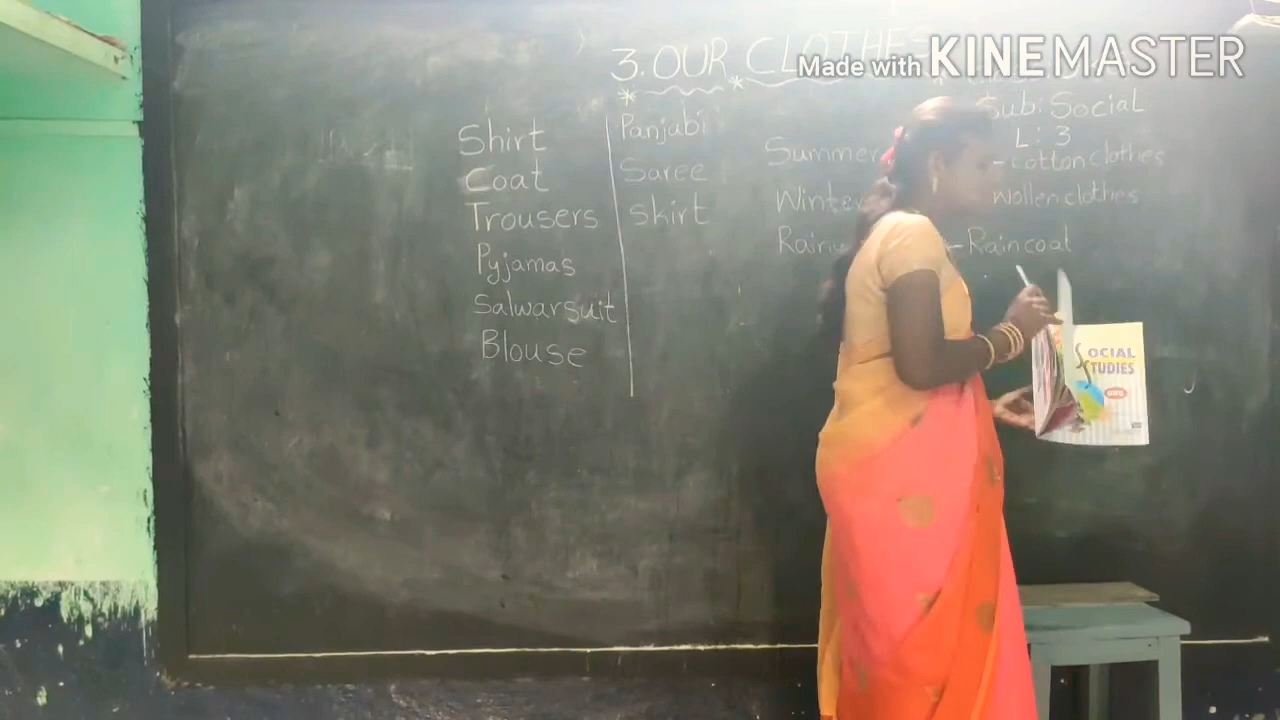 3. OUR CLOTHES
Made with KINEMASTER
Sub: Social
L: 3
Shirt
Coat
Trousers
Pyjamas
Salwarsuit
Blouse
Panjabi
Saree
Skirt
Summer - cotton clothes
Winter Wollen clothes
Rainy - Raincoat
SOCIAL
STUDIES